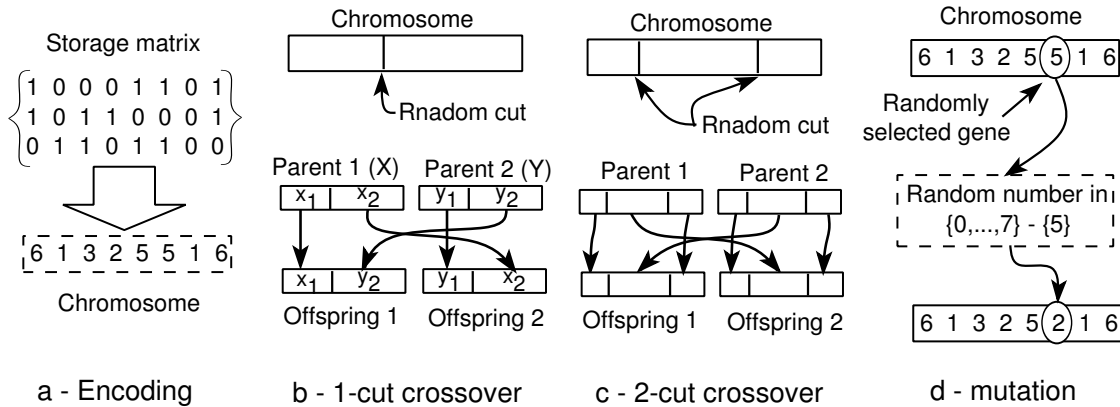 Storage matrix
1 0 0 0 1 1 0 1
1 0 1 1 0 0 0 1
0 1 1 0 1 1 0 0
6 1 3 2 5 5 1 6
Chromosome
a - Encoding
Chromosome
Rnadom cut
Parent 1 (X) Parent 2 (Y)
x1 x2 y1 y2
x1 y2 y1 x2
Offspring 1 Offspring 2
b - 1-cut crossover
Chromosome
Rnadom cut
Parent 1 Parent 2
Offspring 1 Offspring 2
c - 2-cut crossover
Chromosome
6 1 3 2 5 5 1 6
Randomly
selected gene
Random number in
{0,...,7} - {5}
6 1 3 2 5 2 1 6
d - mutation